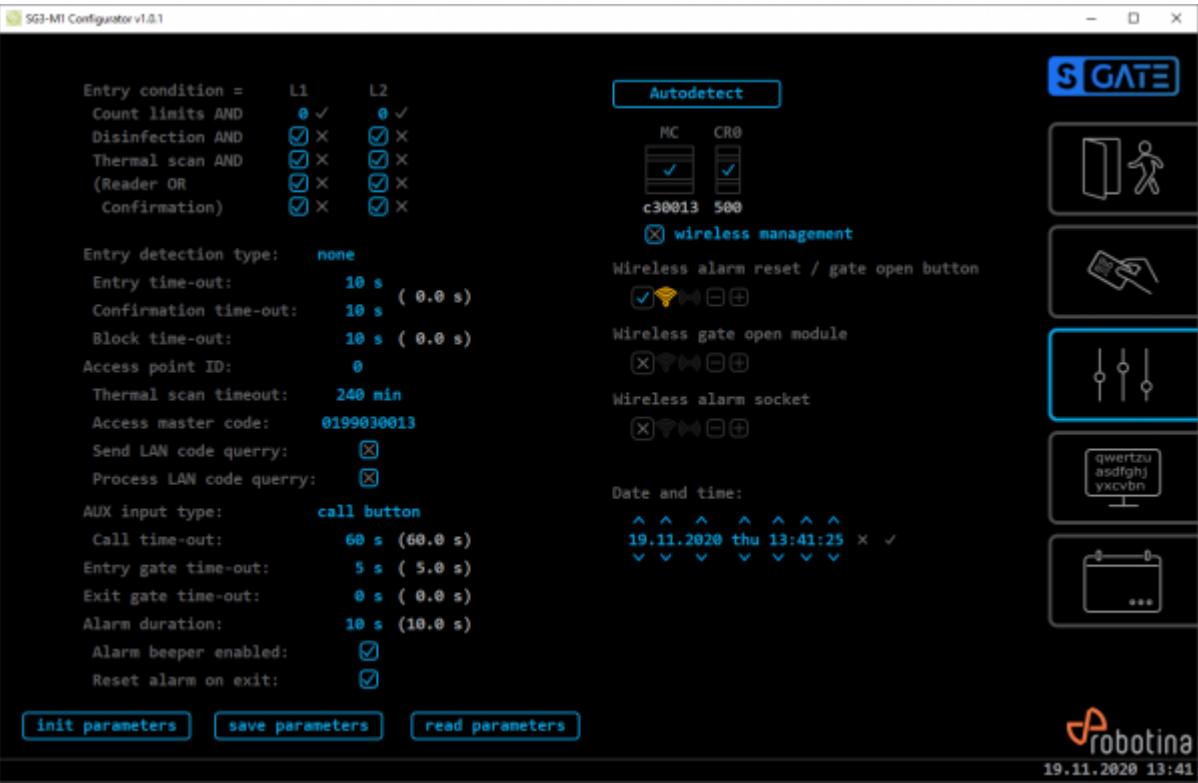 SG3-M1 Configurator v1.0.1
Entry condition = L1 L2
Count limits AND 0 0
Disinfection AND
Thermal scan AND
(Reader OR
Confirmation)
Entry detection type: none
Entry time-out: 10 s
( 0.0 s)
Confirmation time-out: 10 s
Block time-out: 10 s ( 0.0 s)
Access point ID: 0
Thermal scan timeout: 240 min
Access master code: 0199030013
Send LAN code querry:
Process LAN code querry:
AUX input type: call button
Call time-out: 60 s (60.0 s)
Entry gate time-out: 5 s ( 5.0 s)
Exit gate time-out: 0 s ( 0.0 s)
Alarm duration: 10 s (10.0 s)
Alarm beeper enabled:
Reset alarm on exit:
init parameters save parameters read parameters
Autodetect
MC CR0
c30013 500
wireless management
Wireless alarm reset / gate open button
Wireless gate open module
Wireless alarm socket
Date and time:
19.11.2020 thu 13:41:25
S GATE
qwertzu
asdfghj
yxcvbn
robotina
19.11.2020 13:41